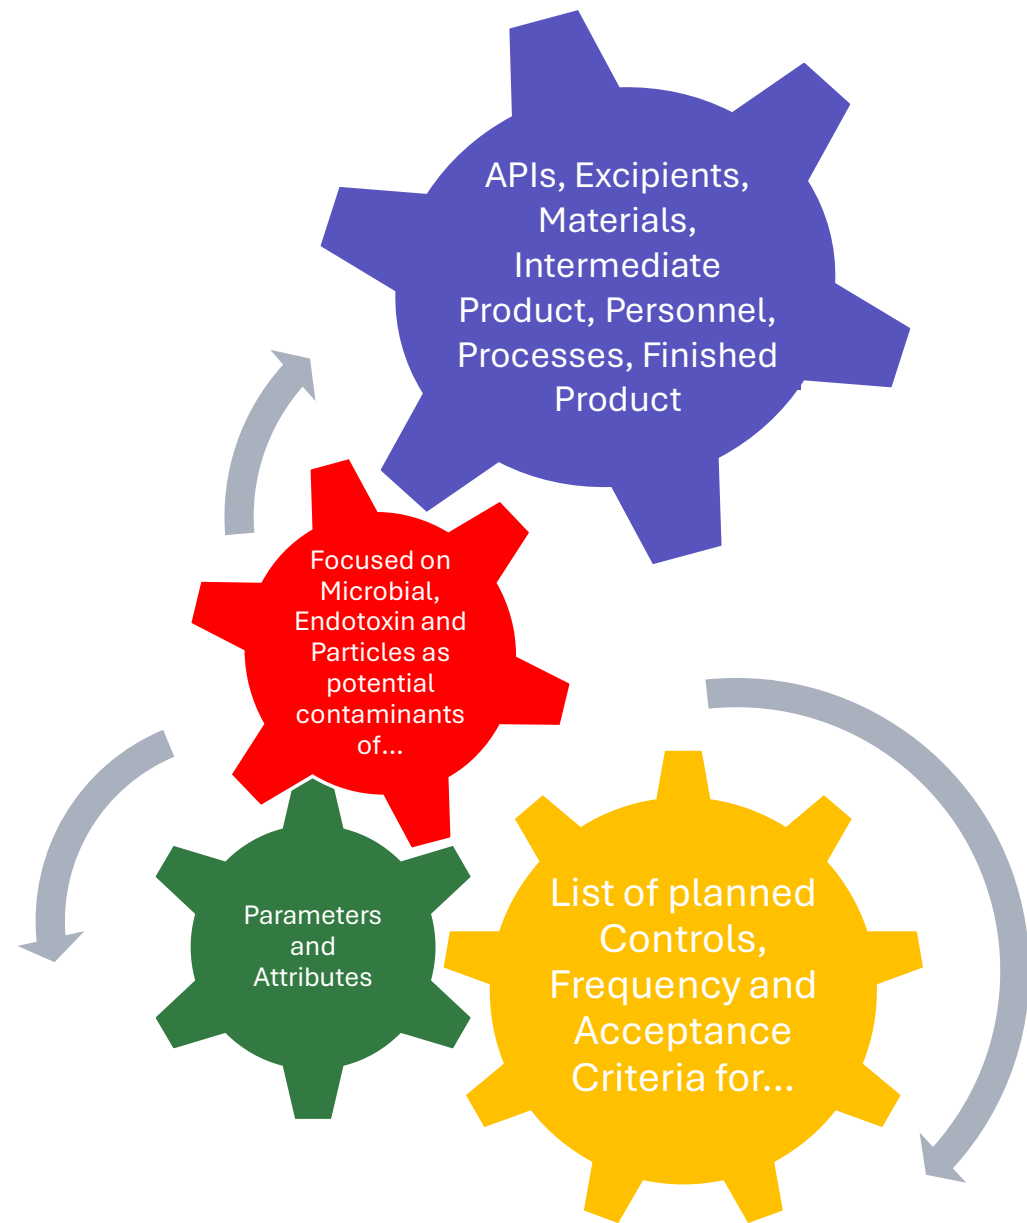 APIs, Excipients,
Materials,
Intermediate
Product, Personnel,
Processes, Finished
Product
Focused on
Microbial,
Endotoxin and
Particles as
potential
contaminants
of...
Parameters
and
Attributes
List of planned
Controls,
Frequency and
Acceptance
Criteria for...